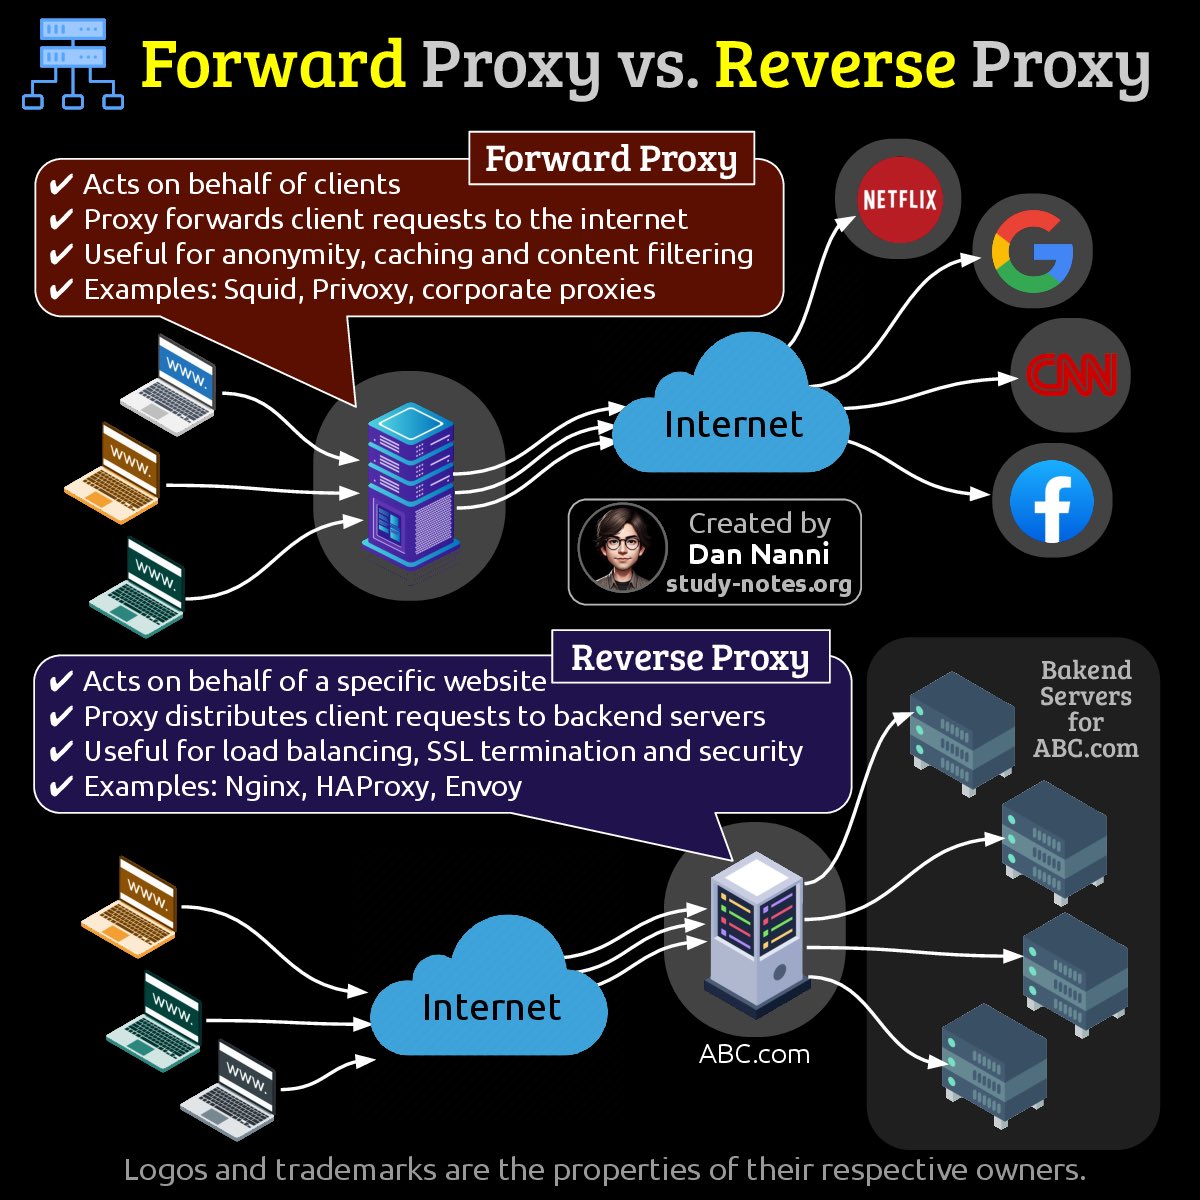 Forward Proxy vs. Reverse Proxy
Forward Proxy
✔ Acts on behalf of clients
✔ Proxy forwards client requests to the internet
✔ Useful for anonymity, caching and content filtering
✔ Examples: Squid, Privoxy, corporate proxies
NETFLIX
G
CNN
f
www.
www.
www.
Internet
Created by
Dan Nanni
study-notes.org
Reverse Proxy
✔ Acts on behalf of a specific website
✔ Proxy distributes client requests to backend servers
✔ Useful for load balancing, SSL termination and security
✔ Examples: Nginx, HAProxy, Envoy
Bakend
Servers
for
ABC.com
www.
www.
www.
Internet
ABC.com
Logos and trademarks are the properties of their respective owners.